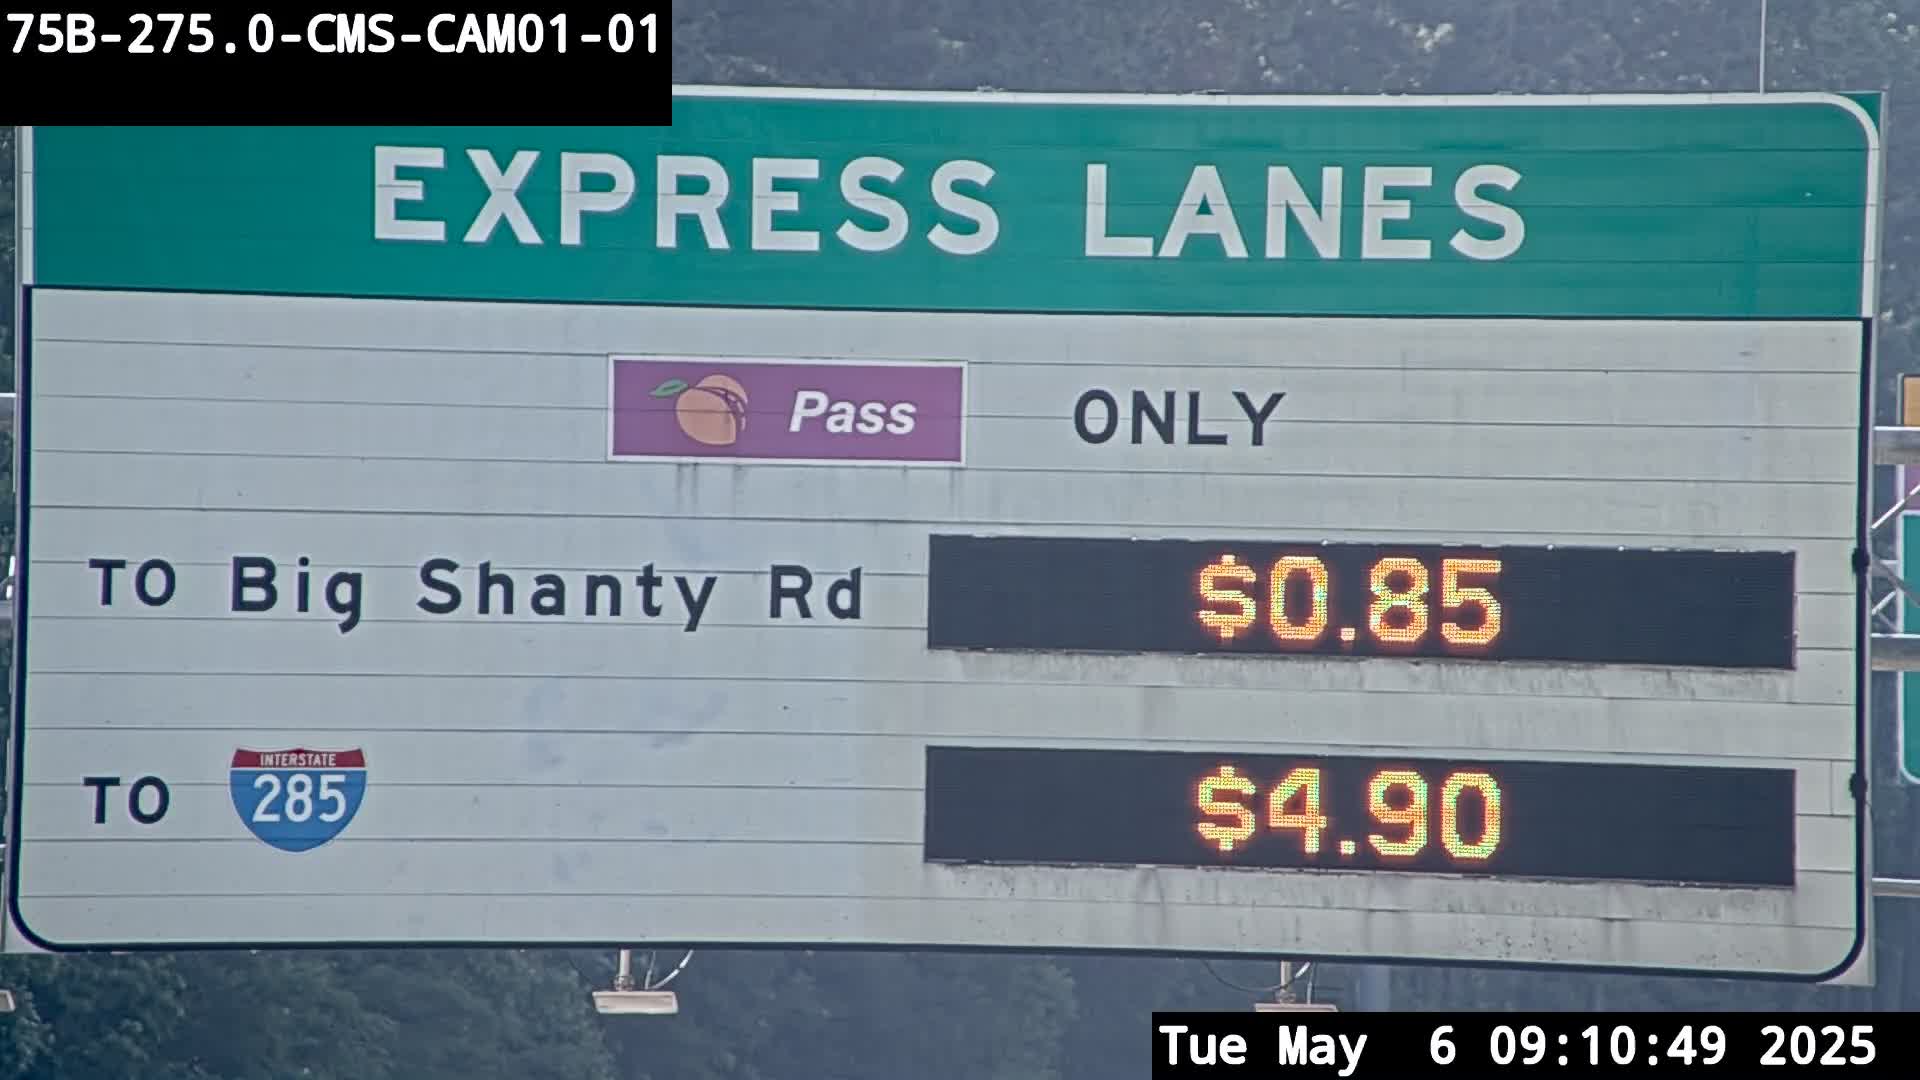 75B-275.0-CMS-CAM01-01
EXPRESS LANES
Pass ONLY
TO Big Shanty Rd $0.85
INTERSTATE
TO 285 $4.90
Tue May 6 09:10:49 2025